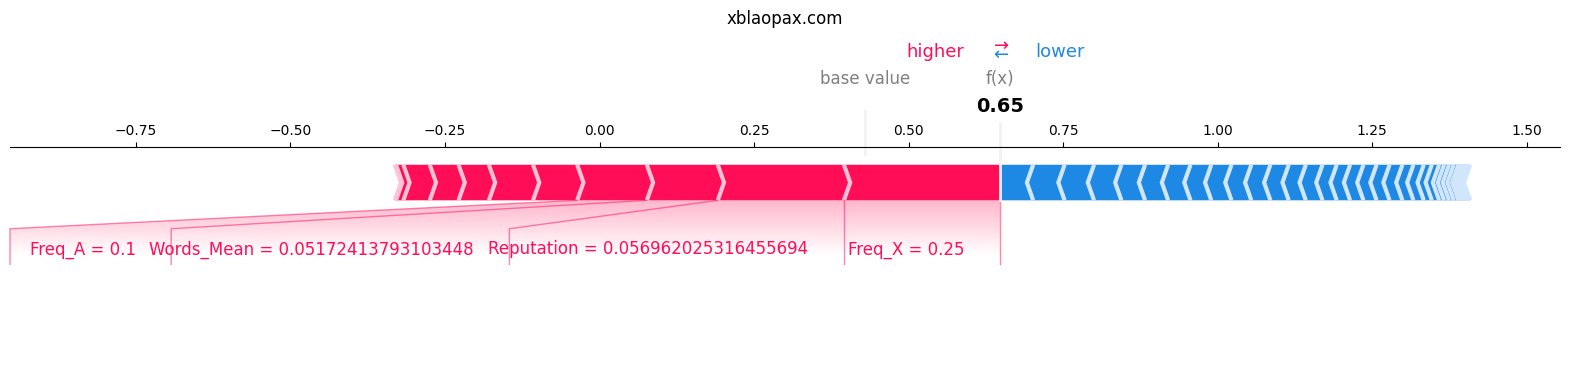 xblaopax.com
higher ⇄ lower
base value f(x)
0.65
−0.75 −0.50 −0.25 0.00 0.25 0.50 0.75 1.00 1.25 1.50
Freq_A = 0.1 Words_Mean = 0.05172413793103448 Reputation = 0.056962025316455694 Freq_X = 0.25